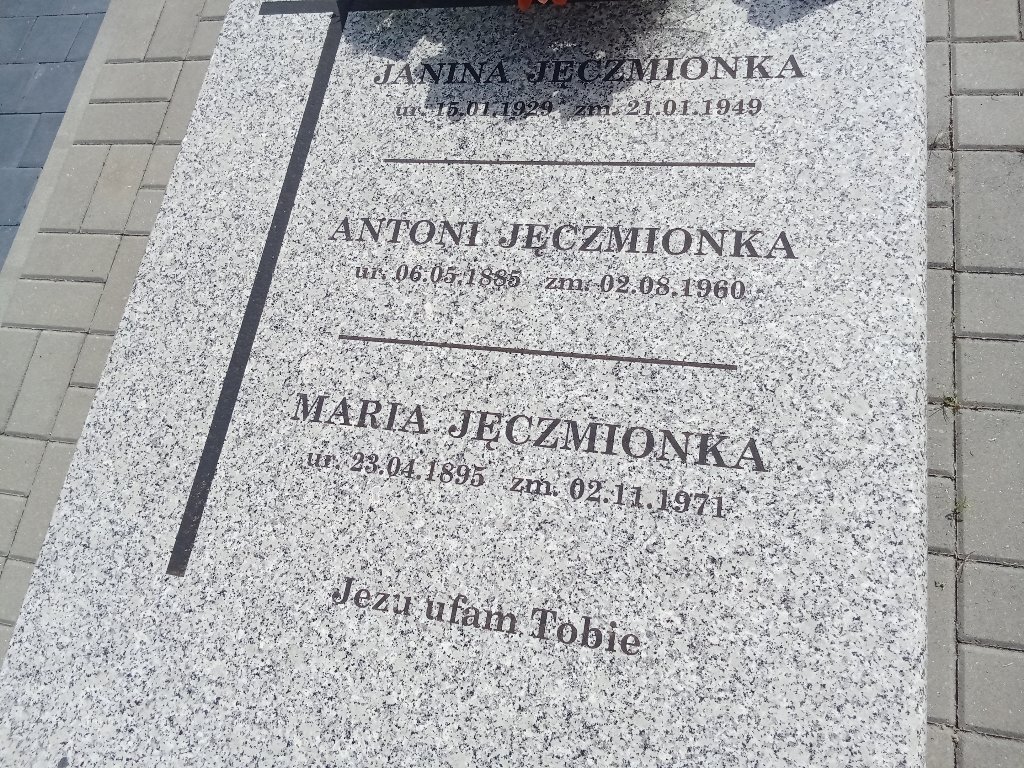 JANINA JĘCZMIONKA
ur. 15.01.1929 zm. 21.01.1949
ANTONI JĘCZMIONKA
ur. 06.05.1885 zm. 02.08.1960
MARIA JĘCZMIONKA
ur. 23.04.1895 zm. 02.11.1971
Jezu ufam Tobie